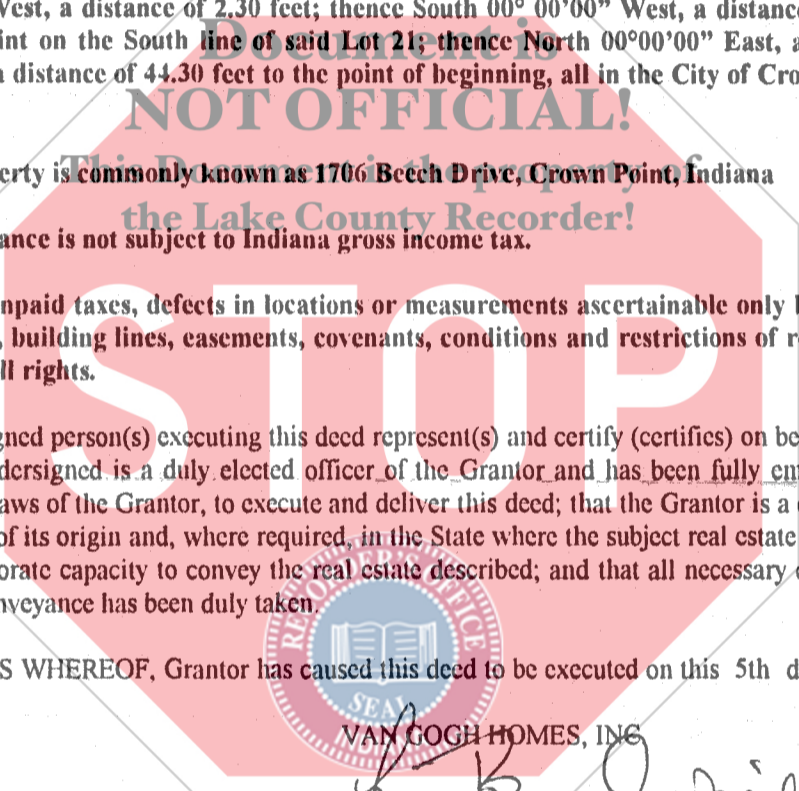 West, a distance of 2.30 feet; thence South 00° 00'00" West, a distance
Document is
int on the South line of said Lot 21; thence North 00°00'00" East, a
distance of 44.30 feet to the point of beginning, all in the City of Cro
NOT OFFICIAL!
This Document is the property of
erty is commonly known as 1706 Beech Drive, Crown Point, Indiana
the Lake County Recorder!
ance is not subject to Indiana gross income tax.
STOP
npaid taxes, defects in locations or measurements ascertainable only
, building lines, easements, covenants, conditions and restrictions of r
ll rights.
gned person(s) executing this deed represent(s) and certify (certifies) on be
dersigned is a duly elected officer of the Grantor and has been fully em
aws of the Grantor, to execute and deliver this deed; that the Grantor is a
of its origin and, where required, in the State where the subject real estate
orate capacity to convey the real estate described; and that all necessary
nveyance has been duly taken.
RECORDER'S OFFICE
S WHEREOF, Grantor has caused this deed to be executed on this 5th d
SEAL
VAN GOGH HOMES, INC
INDIANA